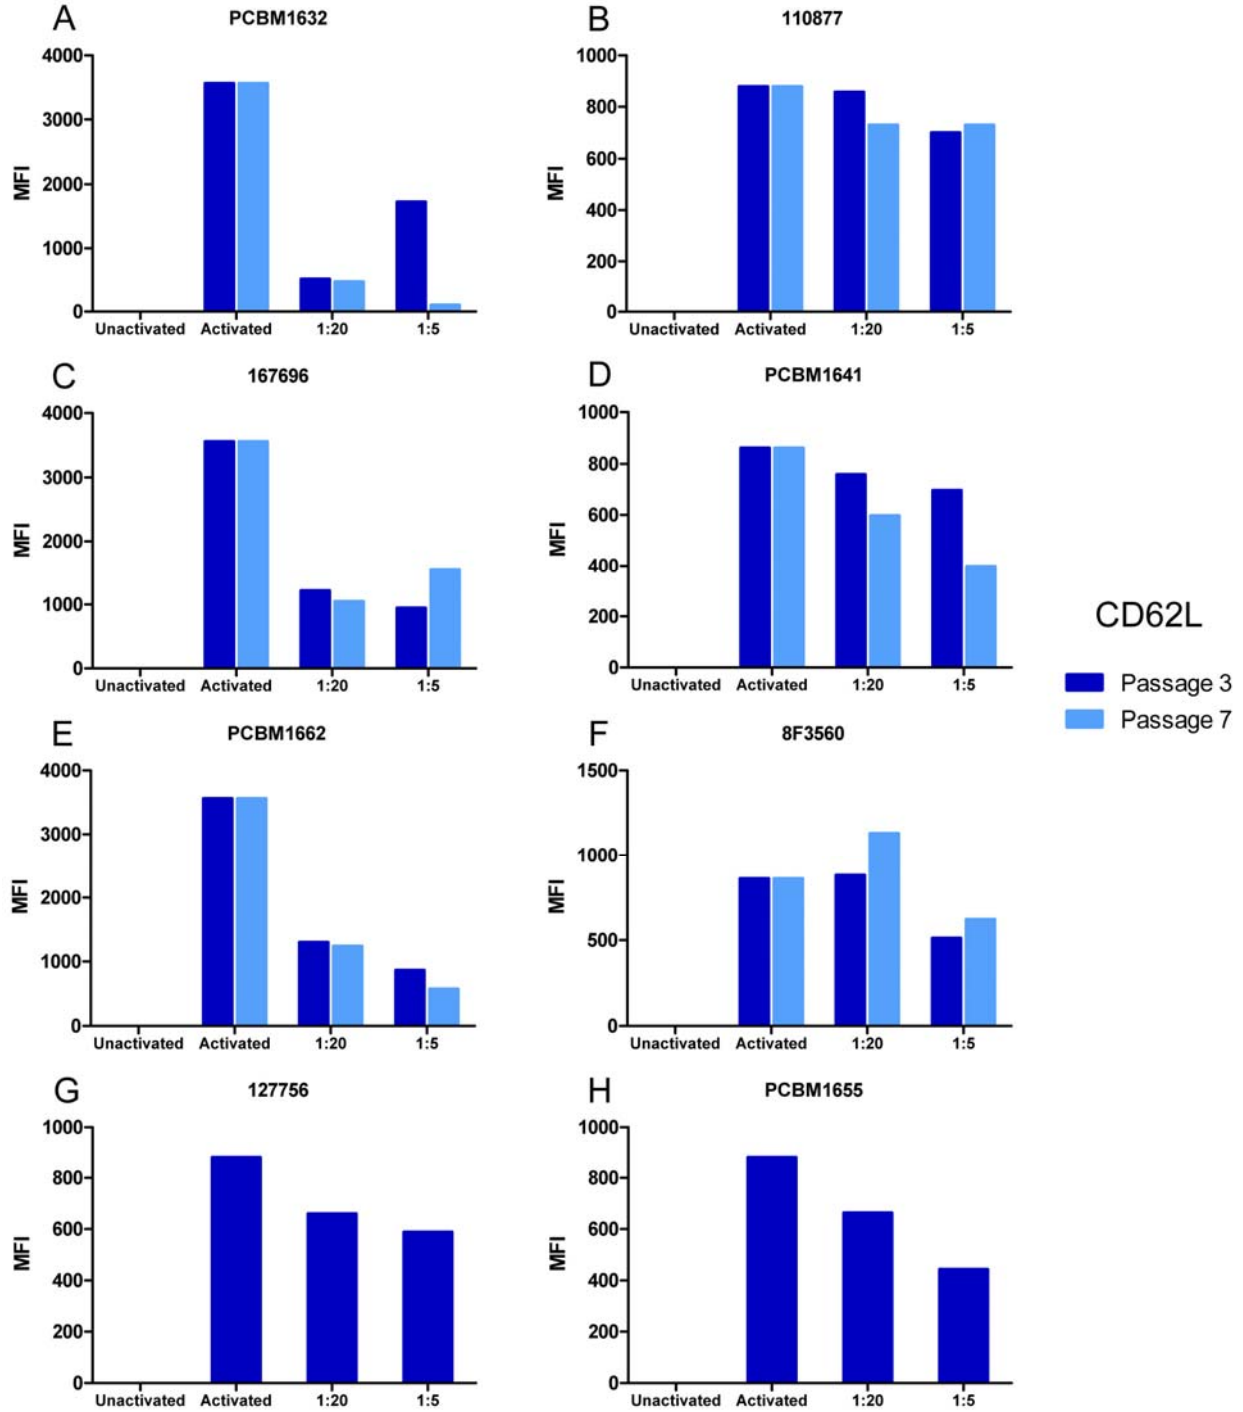 A
PCBM1632
4000
3000
2000
1000
0
MFI
Unactivated Activated 1:20 1:5
B
110877
1000
800
600
400
200
0
MFI
Unactivated Activated 1:20 1:5
C
167696
4000
3000
2000
1000
0
MFI
Unactivated Activated 1:20 1:5
D
PCBM1641
1000
800
600
400
200
0
MFI
Unactivated Activated 1:20 1:5
CD62L
Passage 3
Passage 7
E
PCBM1662
4000
3000
2000
1000
0
MFI
Unactivated Activated 1:20 1:5
F
8F3560
1500
1000
500
0
MFI
Unactivated Activated 1:20 1:5
G
127756
1000
800
600
400
200
0
MFI
Unactivated Activated 1:20 1:5
H
PCBM1655
1000
800
600
400
200
0
MFI
Unactivated Activated 1:20 1:5